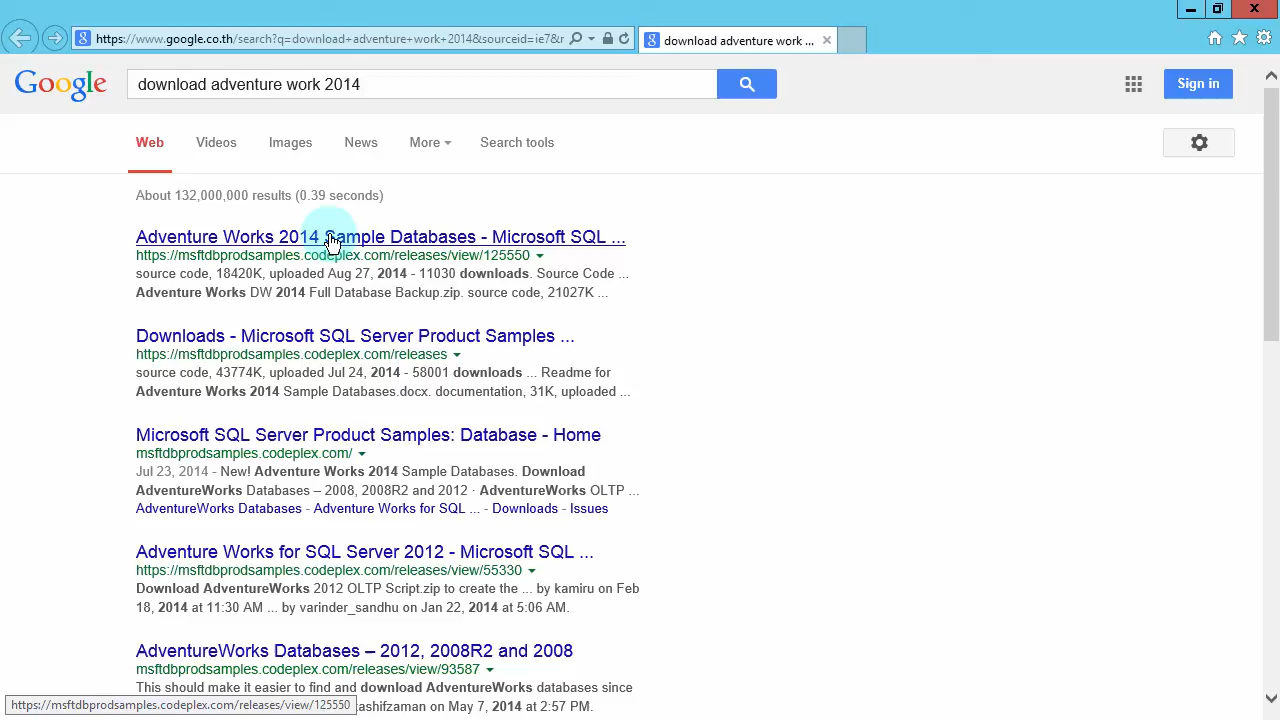 https://www.google.co.th/search?q=download+adventure+work+2014&sourceid=ie7&r
download adventure work ...
Google
download adventure work 2014
Sign in
Web Videos Images News More Search tools
About 132,000,000 results (0.39 seconds)
Adventure Works 2014 Sample Databases - Microsoft SQL ...
https://msftdbprodsamples.codeplex.com/releases/view/125550
source code, 18420K, uploaded Aug 27, 2014 - 11030 downloads. Source Code ...
Adventure Works DW 2014 Full Database Backup.zip. source code, 21027K ...
Downloads - Microsoft SQL Server Product Samples ...
https://msftdbprodsamples.codeplex.com/releases
source code, 43774K, uploaded Jul 24, 2014 - 58001 downloads ... Readme for
Adventure Works 2014 Sample Databases.docx. documentation, 31K, uploaded ...
Microsoft SQL Server Product Samples: Database - Home
msftdbprodsamples.codeplex.com/
Jul 23, 2014 - New! Adventure Works 2014 Sample Databases. Download
AdventureWorks Databases – 2008, 2008R2 and 2012 · AdventureWorks OLTP ...
AdventureWorks Databases - Adventure Works for SQL ... - Downloads - Issues
Adventure Works for SQL Server 2012 - Microsoft SQL ...
https://msftdbprodsamples.codeplex.com/releases/view/55330
Download AdventureWorks 2012 OLTP Script.zip to create the ... by kamiru on Feb
18, 2014 at 11:30 AM ... by varinder_sandhu on Jan 22, 2014 at 5:06 AM.
AdventureWorks Databases – 2012, 2008R2 and 2008
msftdbprodsamples.codeplex.com/releases/view/93587
This should make it easier to find and download AdventureWorks databases since
https://msftdbprodsamples.codeplex.com/releases/view/125550
ashifzaman on May 7, 2014 at 2:57 PM.